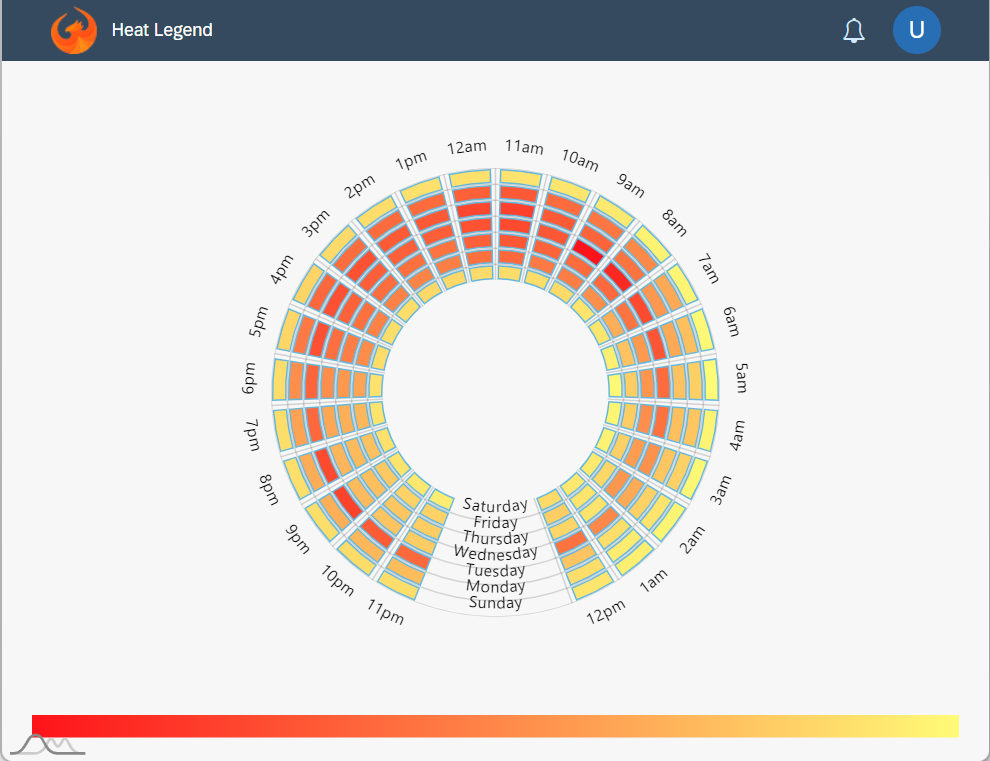 Heat Legend
U
12am
11am
10am
9am
8am
7am
6am
5am
4am
3am
2am
1am
12pm
11pm
10pm
9pm
8pm
7pm
6pm
5pm
4pm
3pm
2pm
1pm
Saturday
Friday
Thursday
Wednesday
Tuesday
Monday
Sunday